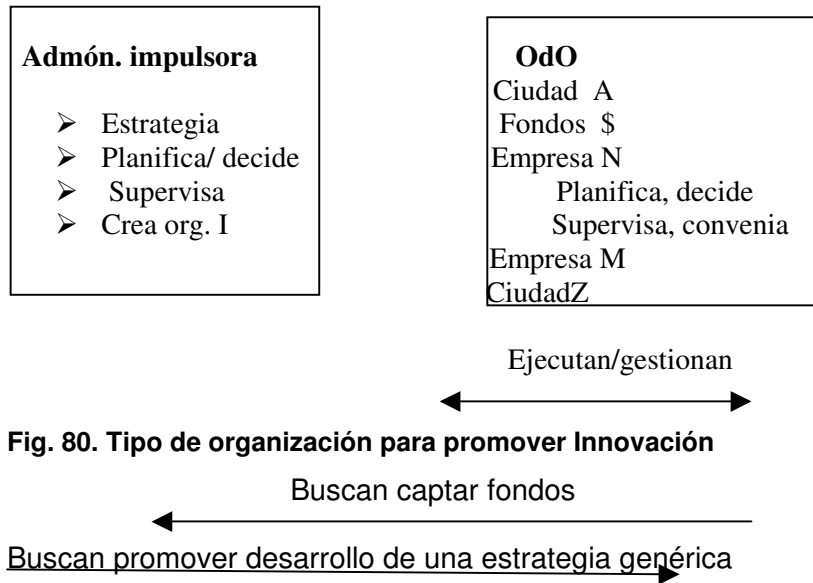 Admón. impulsora
➢ Estrategia
➢ Planifica/ decide
➢ Supervisa
➢ Crea org. I
OdO
Ciudad A
Fondos $
Empresa N
Planifica, decide
Supervisa, convenia
Empresa M
CiudadZ
Ejecutan/gestionan
Fig. 80. Tipo de organización para promover Innovación
Buscan captar fondos
Buscan promover desarrollo de una estrategia genérica